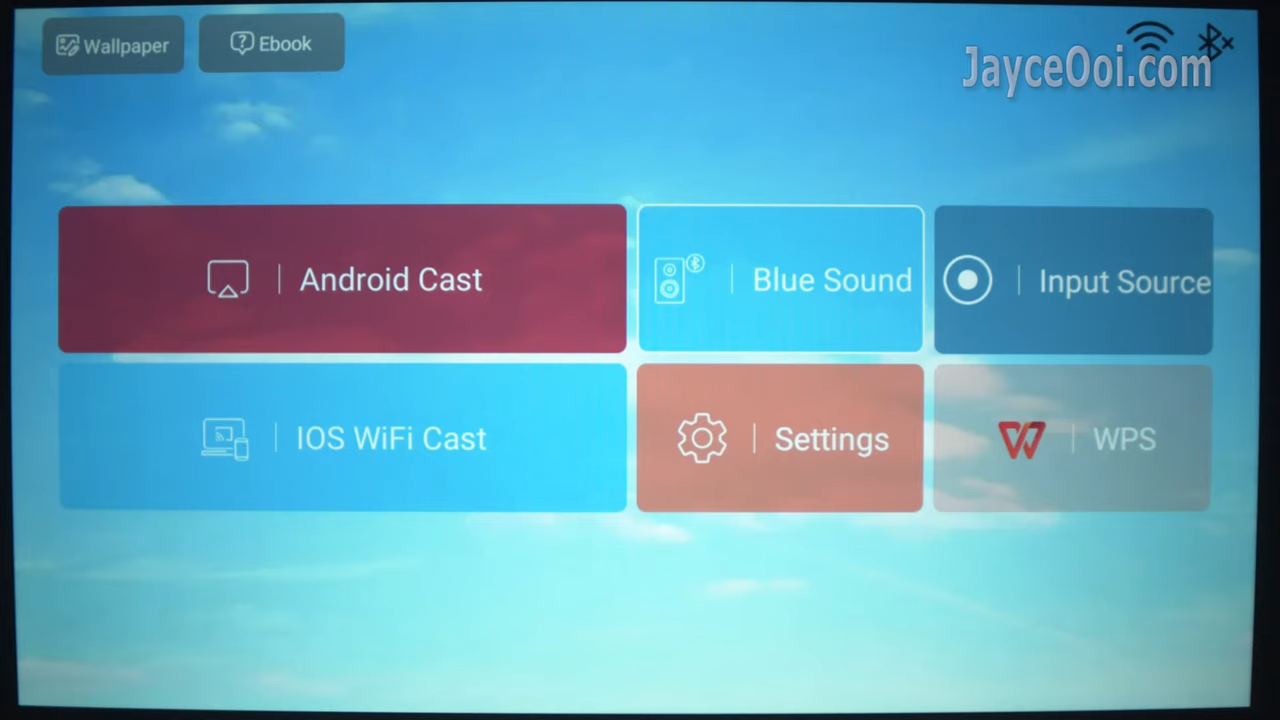 Wallpaper
Ebook
JayceOoi.com
Android Cast
Blue Sound
Input Source
IOS WiFi Cast
Settings
WPS